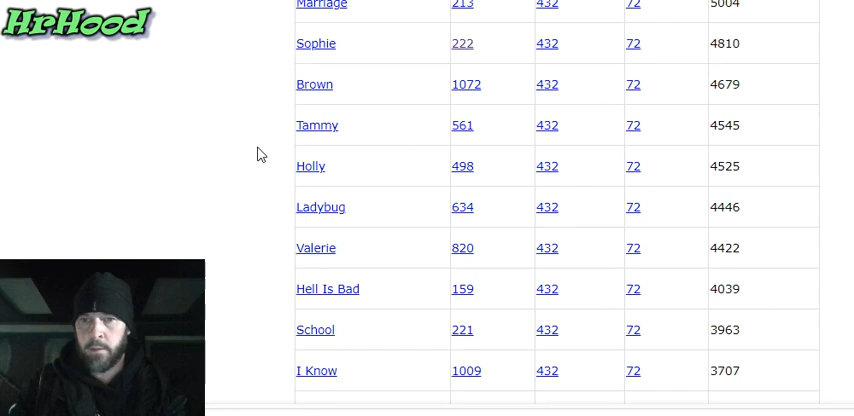 HrHood
Marriage 213 432 72 5004
Sophie 222 432 72 4810
Brown 1072 432 72 4679
Tammy 561 432 72 4545
Holly 498 432 72 4525
Ladybug 634 432 72 4446
Valerie 820 432 72 4422
Hell Is Bad 159 432 72 4039
School 221 432 72 3963
I Know 1009 432 72 3707